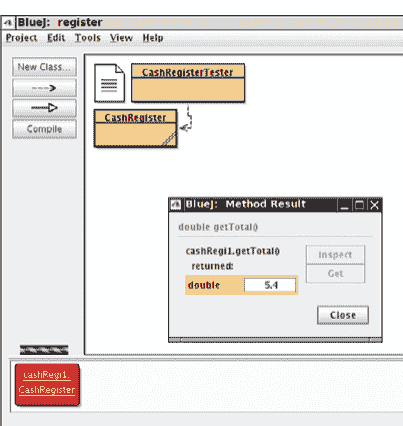 BlueJ: register
Project Edit Tools View Help
New Class...
Compile
CashRegisterTester
CashRegister
BlueJ: Method Result
double getTotal()
cashRegi1.getTotal()
returned:
double 5.4
Inspect
Get
Close
cashRegi1:
CashRegister